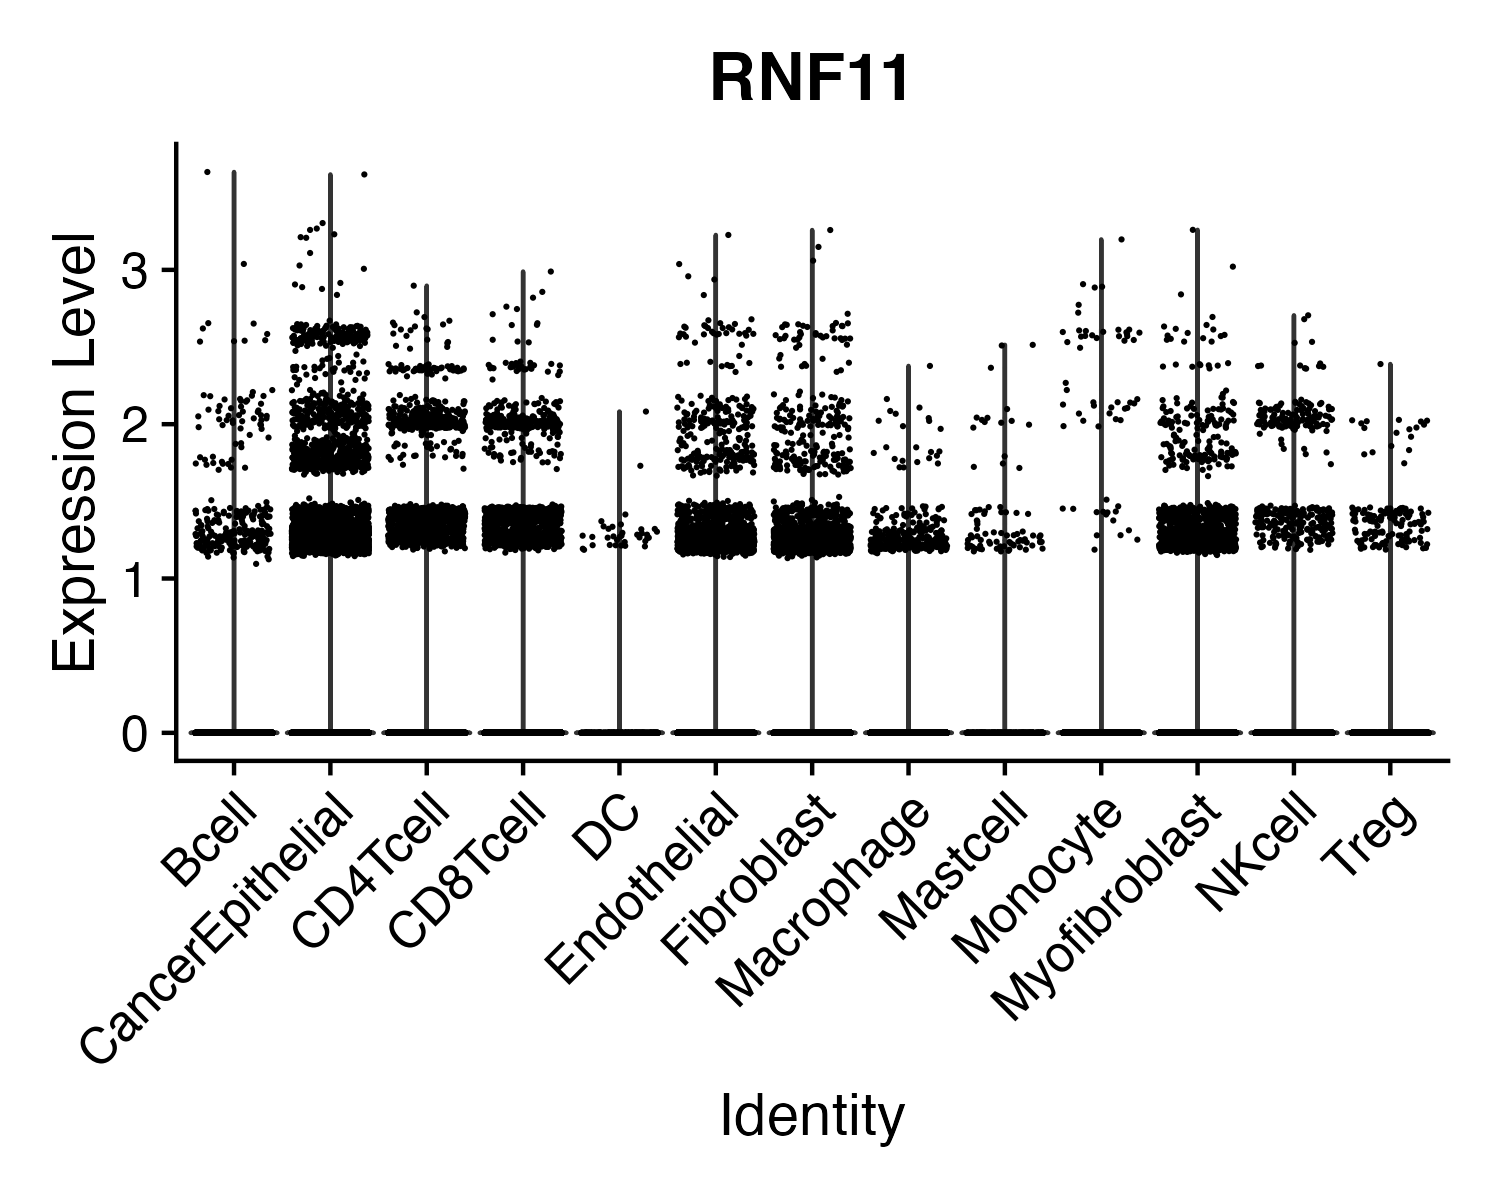 RNF11
Expression Level
3
2
1
0
Bcell
CancerEpithelial
CD4Tcell
CD8Tcell
DC
Endothelial
Fibroblast
Macrophage
Mastcell
Monocyte
Myofibroblast
NKcell
Treg
Identity